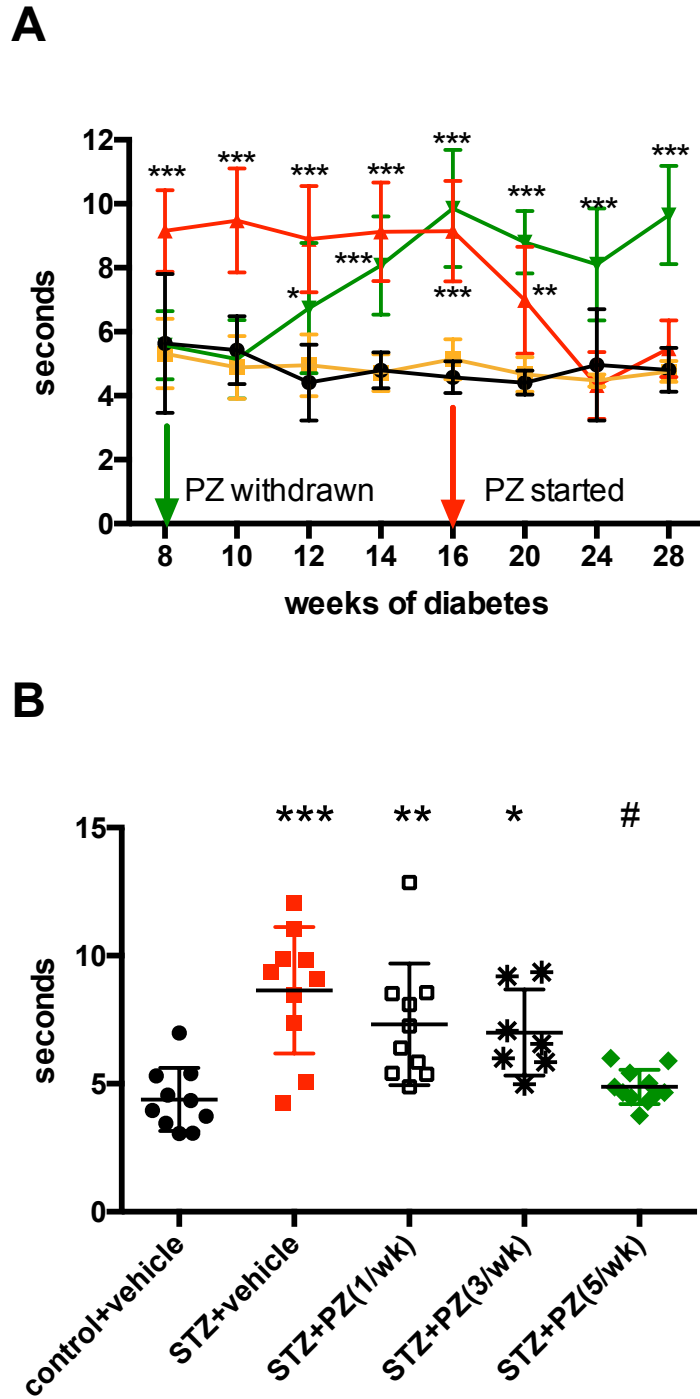 A
12
10
8
6
4
2
0
seconds
***
***
***
***
***
***
***
***
*
***
***
**
PZ withdrawn
PZ started
8 10 12 14 16 20 24 28
weeks of diabetes
B
15
10
5
0
seconds
*** ** * #
control+vehicle
STZ+vehicle
STZ+PZ(1/wk)
STZ+PZ(3/wk)
STZ+PZ(5/wk)